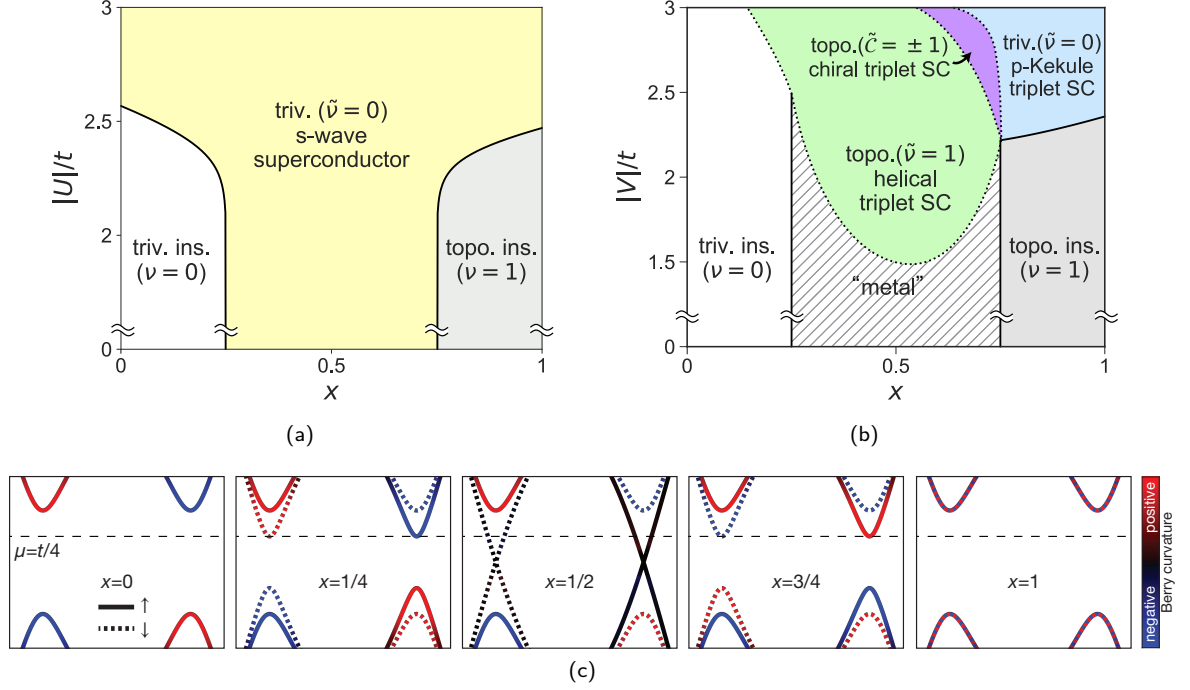 3
2.5
2
0
|U|/t
triv. (ν̃ = 0)
s-wave
superconductor
triv. ins.
(ν = 0)
topo. ins.
(ν = 1)
0
0.5
1
x
(a)
3
2.5
2
1.5
0
|V|/t
topo.(C̃ = ±1)
chiral triplet SC
triv.(ν̃ = 0)
p-Kekule
triplet SC
topo.(ν̃ = 1)
helical
triplet SC
triv. ins.
(ν = 0)
“metal”
topo. ins.
(ν = 1)
0
0.5
1
x
(b)
μ=t/4
x=0
↑
↓
x=1/4
x=1/2
x=3/4
x=1
negative
positive
Berry curvature
(c)